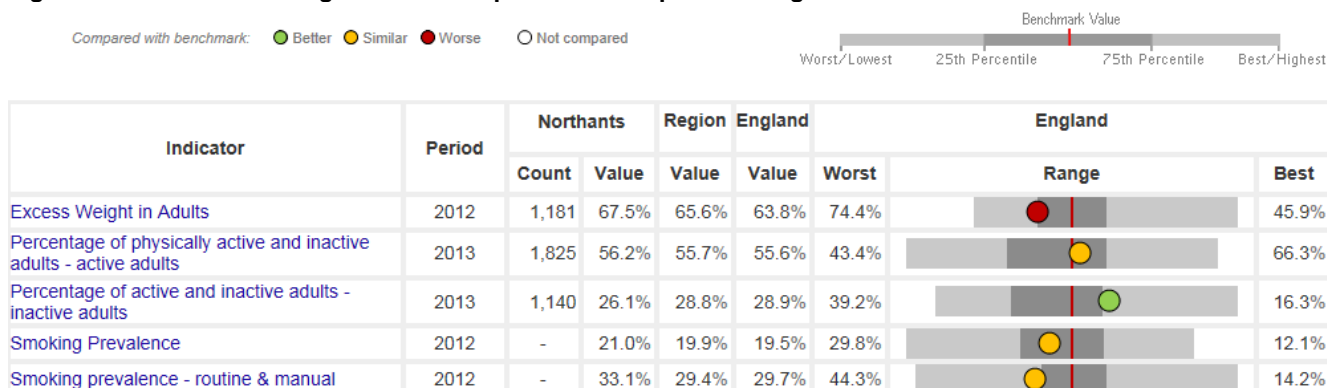 Compared with benchmark: Better Similar Worse Not compared
Benchmark Value
Worst/Lowest 25th Percentile 75th Percentile Best/Highest
Indicator Period Northants Region England England
Count Value Value Value Worst Range Best
Excess Weight in Adults 2012 1,181 67.5% 65.6% 63.8% 74.4% 45.9%
Percentage of physically active and inactive
adults - active adults 2013 1,825 56.2% 55.7% 55.6% 43.4% 66.3%
Percentage of active and inactive adults -
inactive adults 2013 1,140 26.1% 28.8% 28.9% 39.2% 16.3%
Smoking Prevalence 2012 - 21.0% 19.9% 19.5% 29.8% 12.1%
Smoking prevalence - routine & manual 2012 - 33.1% 29.4% 29.7% 44.3% 14.2%